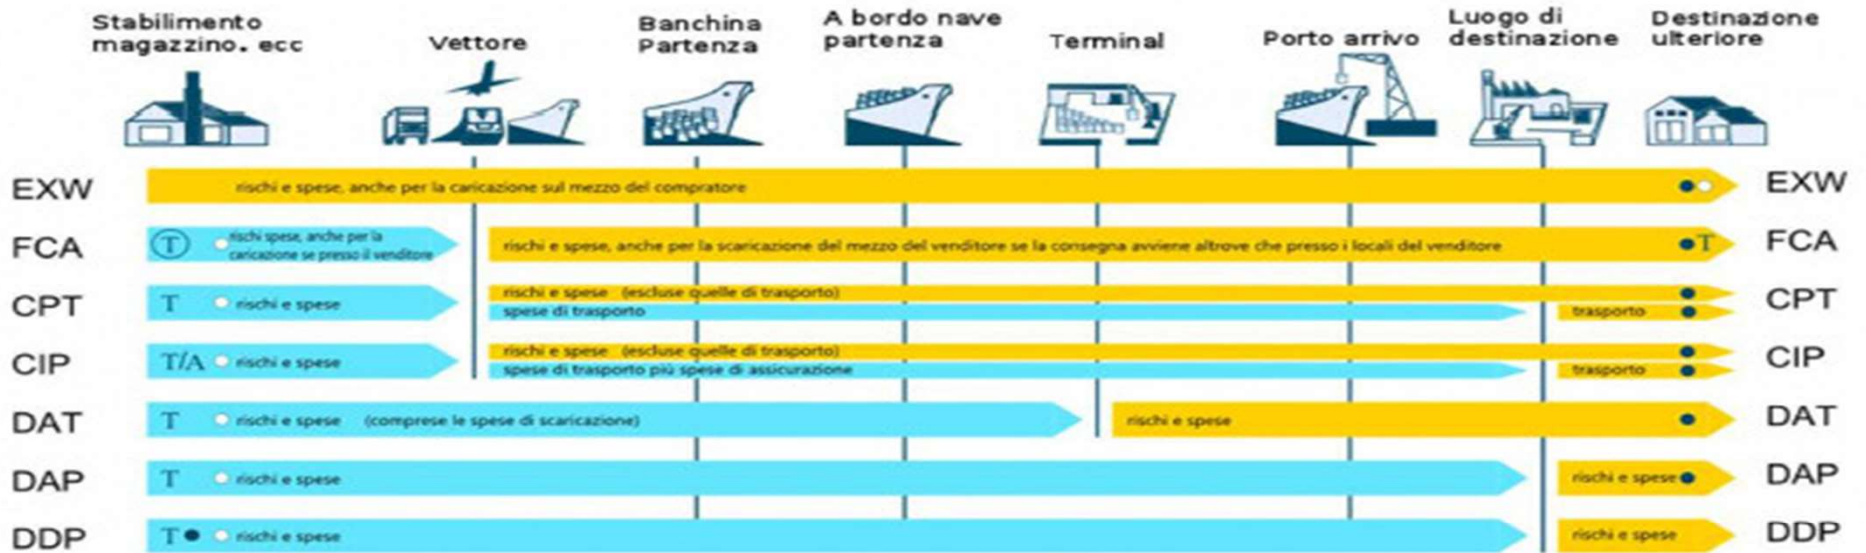 Stabilimento
magazzino. ecc
Vettore
Banchina
Partenza
A bordo nave
partenza
Terminal
Porto arrivo
Luogo di
destinazione
Destinazione
ulteriore
EXW
rischi e spese, anche per la caricazione sul mezzo del compratore
EXW
FCA
T
rischi spese, anche per la
caricazione se presso il venditore
rischi e spese, anche per la scaricazione del mezzo del venditore se la consegna avviene altrove che presso i locali del venditore
T
FCA
CPT
T
rischi e spese
rischi e spese (escluse quelle di trasporto)
spese di trasporto
trasporto
CPT
CIP
T/A
rischi e spese
rischi e spese (escluse quelle di trasporto)
spese di trasporto più spese di assicurazione
trasporto
CIP
DAT
T
rischi e spese (comprese le spese di scaricazione)
rischi e spese
DAT
DAP
T
rischi e spese
rischi e spese
DAP
DDP
T
rischi e spese
rischi e spese
DDP